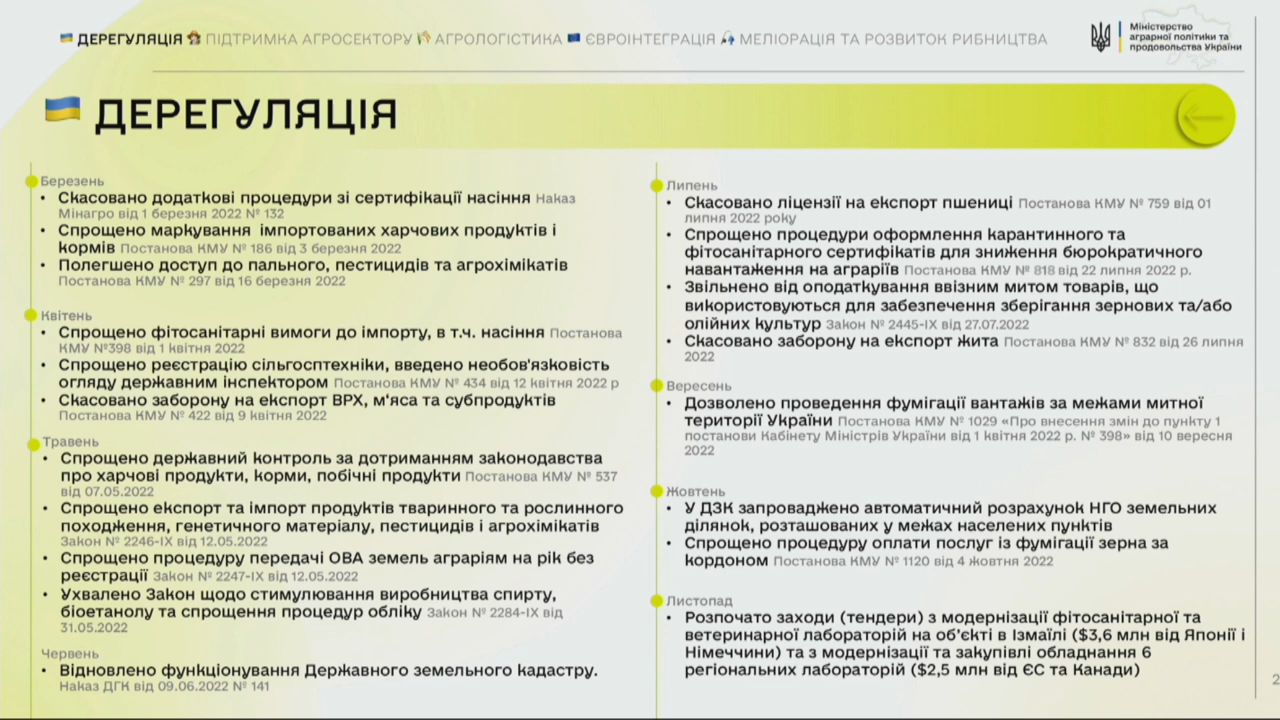 ДЕРЕГУЛЯЦІЯ ПІДТРИМКА АГРОСЕКТОРУ АГРОЛОГІСТИКА ЄВРОІНТЕГРАЦІЯ МЕЛІОРАЦІЯ ТА РОЗВИТОК РИБНИЦТВА
Міністерство
аграрної політики та
продовольства України
ДЕРЕГУЛЯЦІЯ
Березень
• Скасовано додаткові процедури зі сертифікації насіння Наказ
Мінагро від 1 березня 2022 № 132
• Спрощено маркування імпортованих харчових продуктів і
кормів Постанова КМУ № 186 від 3 березня 2022
• Полегшено доступ до пального, пестицидів та агрохімікатів
Постанова КМУ № 297 від 16 березня 2022
Квітень
• Спрощено фітосанітарні вимоги до імпорту, в т.ч. насіння Постанова
КМУ №398 від 1 квітня 2022
• Спрощено реєстрацію сільгосптехніки, введено необов'язковість
огляду державним інспектором Постанова КМУ № 434 від 12 квітня 2022 р
• Скасовано заборону на експорт ВРХ, м‘яса та субпродуктів
Постанова КМУ № 422 від 9 квітня 2022
Травень
• Спрощено державний контроль за дотриманням законодавства
про харчові продукти, корми, побічні продукти Постанова КМУ № 537
від 07.05.2022
• Спрощено експорт та імпорт продуктів тваринного та рослинного
походження, генетичного матеріалу, пестицидів і агрохімікатів
Закон № 2246-IX від 12.05.2022
• Спрощено процедуру передачі ОВА земель аграріям на рік без
реєстрації Закон № 2247-IX від 12.05.2022
• Ухвалено Закон щодо стимулювання виробництва спирту,
біоетанолу та спрощення процедур обліку Закон № 2284-IX від
31.05.2022
Червень
• Відновлено функціонування Державного земельного кадастру.
Наказ ДГК від 09.06.2022 № 141
Липень
• Скасовано ліцензії на експорт пшениці Постанова КМУ № 759 від 01
липня 2022 року
• Спрощено процедури оформлення карантинного та
фітосанітарного сертифікатів для зниження бюрократичного
навантаження на аграріїв Постанова КМУ № 818 від 22 липня 2022 р.
• Звільнено від оподаткування ввізним митом товарів, що
використовуються для забезпечення зберігання зернових та/або
олійних культур Закон № 2445-IX від 27.07.2022
• Скасовано заборону на експорт жита Постанова КМУ № 832 від 26 липня
2022
Вересень
• Дозволено проведення фумігації вантажів за межами митної
території України Постанова КМУ № 1029 «Про внесення змін до пункту 1
постанови Кабінету Міністрів України від 1 квітня 2022 р. № 398» від 10 вересня
2022
Жовтень
• У ДЗК запроваджено автоматичний розрахунок НГО земельних
ділянок, розташованих у межах населених пунктів
• Спрощено процедуру оплати послуг із фумігації зерна за
кордоном Постанова КМУ № 1120 від 4 жовтня 2022
Листопад
• Розпочато заходи (тендери) з модернізації фітосанітарної та
ветеринарної лабораторій на об’єкті в Ізмаїлі ($3,6 млн від Японії і
Німеччини) та з модернізації та закупівлі обладнання 6
регіональних лабораторій ($2,5 млн від ЄС та Канади)
2